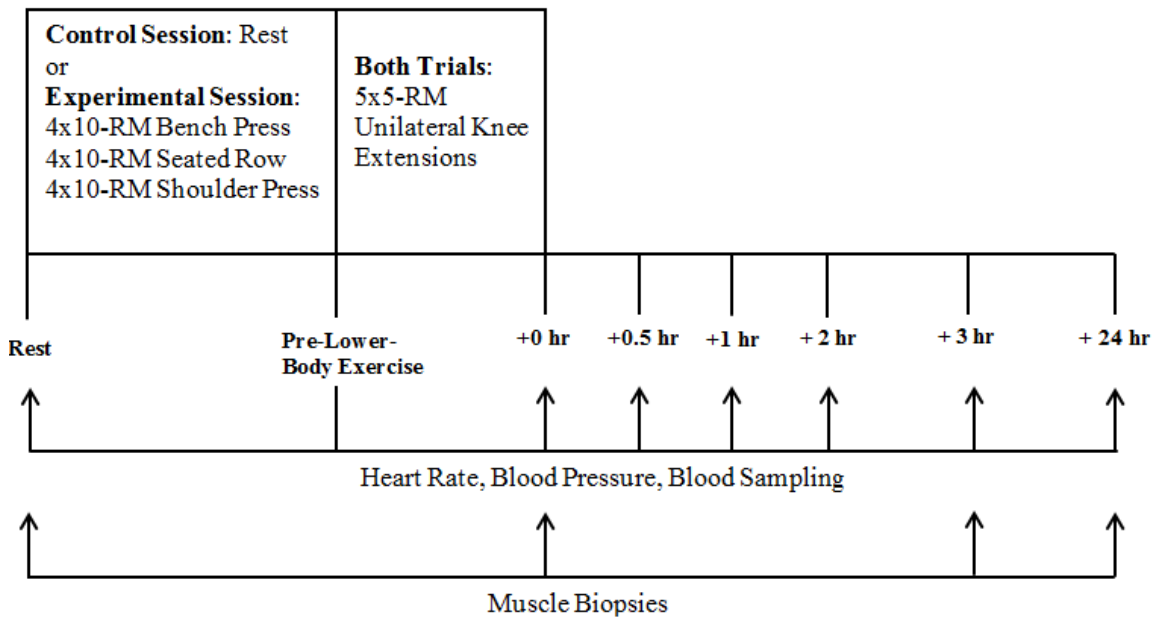 Control Session: Rest
or
Experimental Session:
4x10-RM Bench Press
4x10-RM Seated Row
4x10-RM Shoulder Press
Both Trials:
5x5-RM
Unilateral Knee
Extensions
Rest
Pre-Lower-
Body Exercise
+0 hr
+0.5 hr
+1 hr
+ 2 hr
+ 3 hr
+ 24 hr
Heart Rate, Blood Pressure, Blood Sampling
Muscle Biopsies